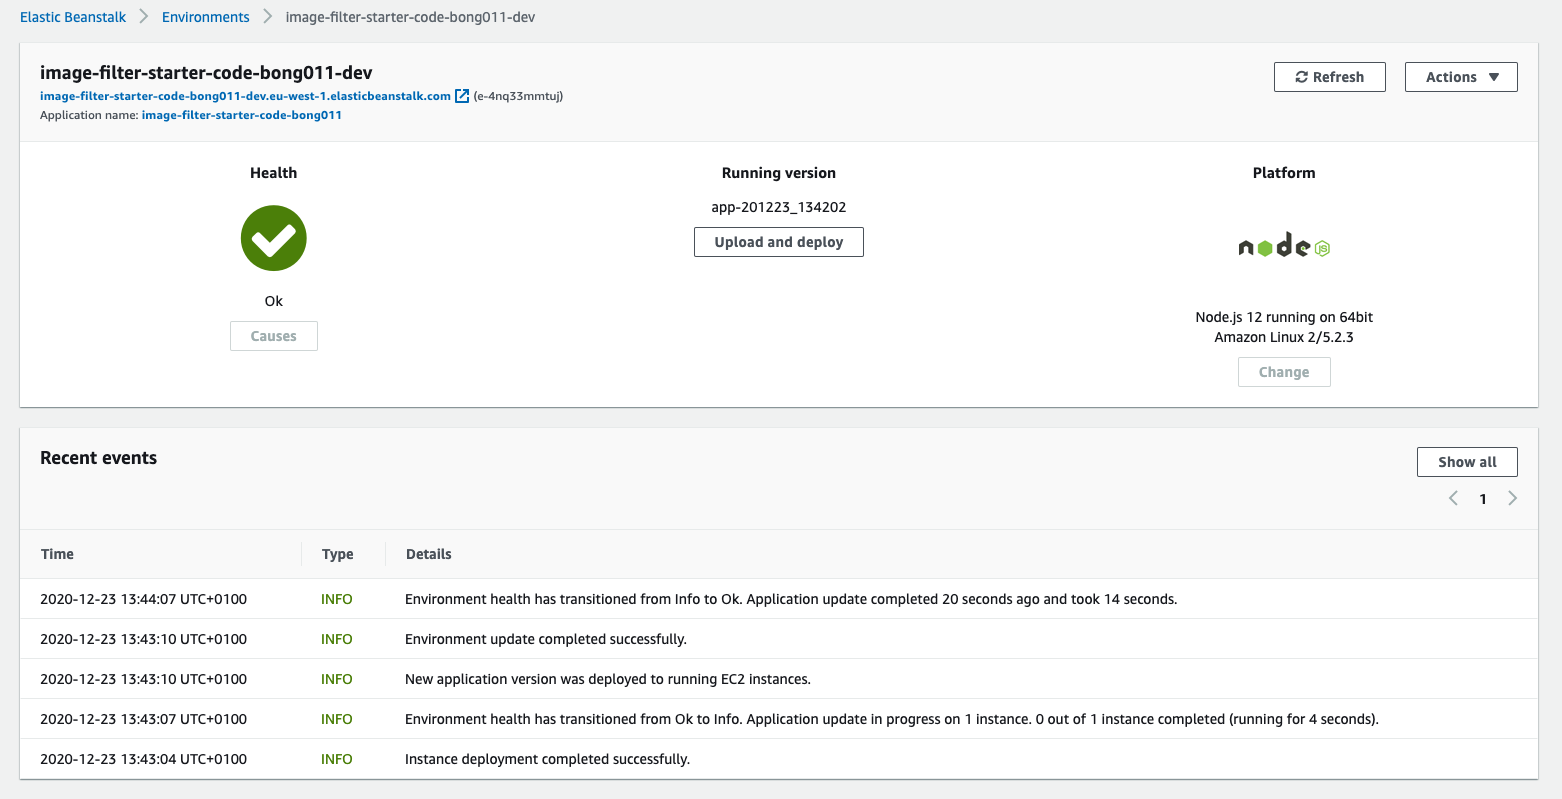 Elastic Beanstalk > Environments > image-filter-starter-code-bong011-dev
image-filter-starter-code-bong011-dev
Refresh
Actions ▼
image-filter-starter-code-bong011-dev.eu-west-1.elasticbeanstalk.com (e-4nq33mmtuj)
Application name: image-filter-starter-code-bong011
Health
Running version
Platform
app-201223_134202
Upload and deploy
node JS
Ok
Causes
Node.js 12 running on 64bit
Amazon Linux 2/5.2.3
Change
Recent events
Show all
< 1 >
Time Type Details
2020-12-23 13:44:07 UTC+0100 INFO Environment health has transitioned from Info to Ok. Application update completed 20 seconds ago and took 14 seconds.
2020-12-23 13:43:10 UTC+0100 INFO Environment update completed successfully.
2020-12-23 13:43:10 UTC+0100 INFO New application version was deployed to running EC2 instances.
2020-12-23 13:43:07 UTC+0100 INFO Environment health has transitioned from Ok to Info. Application update in progress on 1 instance. 0 out of 1 instance completed (running for 4 seconds).
2020-12-23 13:43:04 UTC+0100 INFO Instance deployment completed successfully.